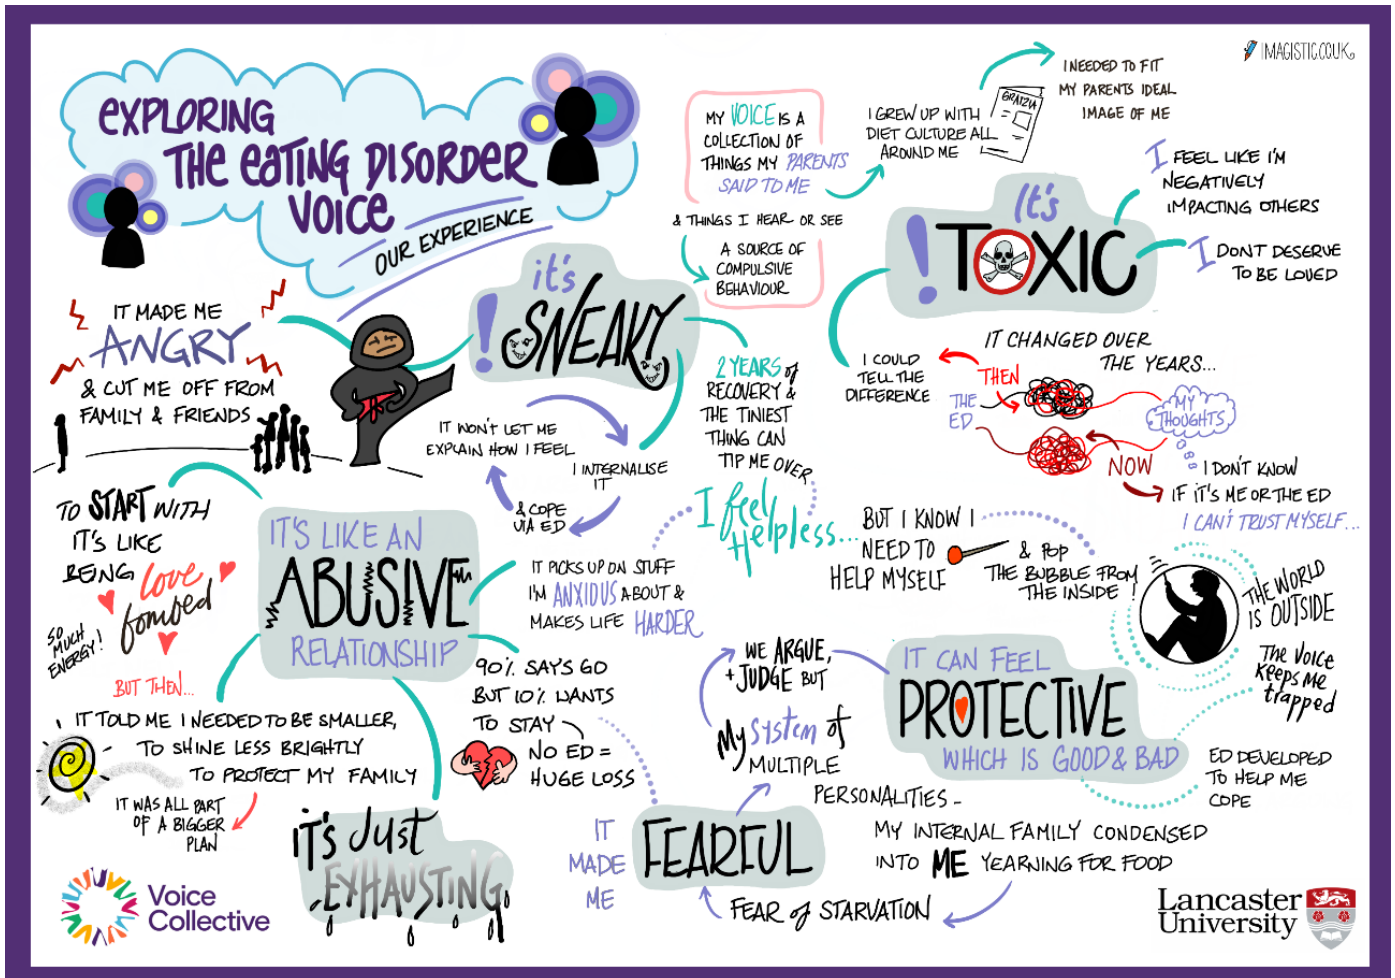 EXPLORING
THE EATING DISORDER
VOICE
OUR EXPERIENCE
IMAGISTIC.CO.UK
MY VOICE IS A
COLLECTION OF
THINGS MY PARENTS
SAID TO ME
& THINGS I HEAR OR SEE
A SOURCE OF
COMPULSIVE
BEHAVIOUR
I GREW UP WITH
DIET CULTURE ALL
AROUND ME
GRAIZIA
I NEEDED TO FIT
MY PARENTS IDEAL
IMAGE OF ME
It's
! TOXIC
I FEEL LIKE I'M
NEGATIVELY
IMPACTING OTHERS
I DON'T DESERVE
TO BE LOVED
I COULD
TELL THE
DIFFERENCE
IT CHANGED OVER
THE YEARS...
THEN
THE
ED
MY
THOUGHTS
NOW
I DON'T KNOW
IF IT'S ME OR THE ED
I CAN'T TRUST MYSELF...
it's
! SNEAKY
IT MADE ME
ANGRY
& CUT ME OFF FROM
FAMILY & FRIENDS
IT WON'T LET ME
EXPLAIN HOW I FEEL
I INTERNALISE
IT
& COPE
VIA ED
2 YEARS of
RECOVERY &
THE TINIEST
THING CAN
TIP ME OVER
I feel
Helpless...
BUT I KNOW I
NEED TO
HELP MYSELF
& POP
THE BUBBLE FROM
THE INSIDE!
THE WORLD
IS OUTSIDE
The Voice
keeps me
trapped
IT'S LIKE AN
ABUSIVE
RELATIONSHIP
TO START WITH
IT'S LIKE
BEING love
bombed
SO
MUCH
ENERGY!
BUT THEN...
IT TOLD ME I NEEDED TO BE SMALLER,
TO SHINE LESS BRIGHTLY
TO PROTECT MY FAMILY
IT WAS ALL PART
OF A BIGGER
PLAN
IT PICKS UP ON STUFF
I'M ANXIOUS ABOUT &
MAKES LIFE HARDER
90% SAYS GO
BUT 10% WANTS
TO STAY
NO ED =
HUGE LOSS
IT'S Just
EXHAUSTING
IT
MADE
ME
FEARFUL
WE ARGUE,
+ JUDGE BUT
My system of
MULTIPLE
PERSONALITIES -
MY INTERNAL FAMILY CONDENSED
INTO ME YEARNING FOR FOOD
FEAR of STARVATION
IT CAN FEEL
PROTECTIVE
WHICH IS GOOD & BAD
ED DEVELOPED
TO HELP ME
COPE
Voice
Collective
Lancaster
University